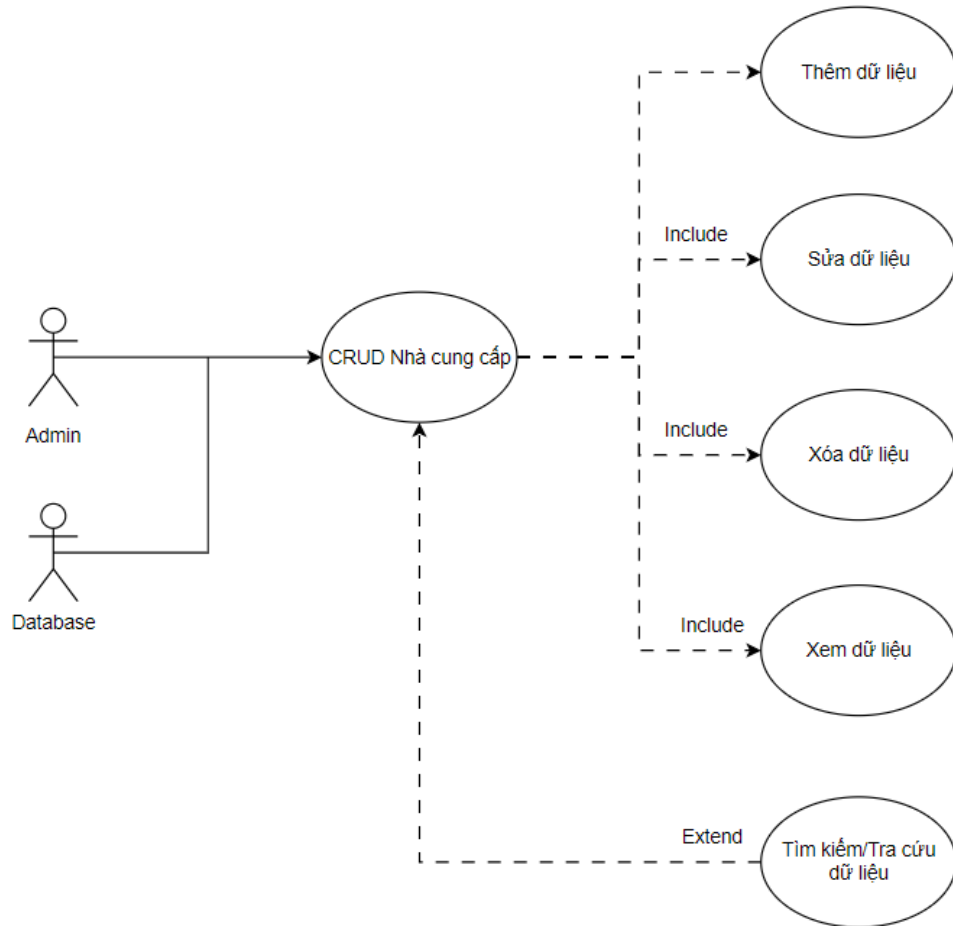 Thêm dữ liệu
Include
Sửa dữ liệu
CRUD Nhà cung cấp
Admin
Include
Xóa dữ liệu
Database
Include
Xem dữ liệu
Extend
Tìm kiếm/Tra cứu
dữ liệu